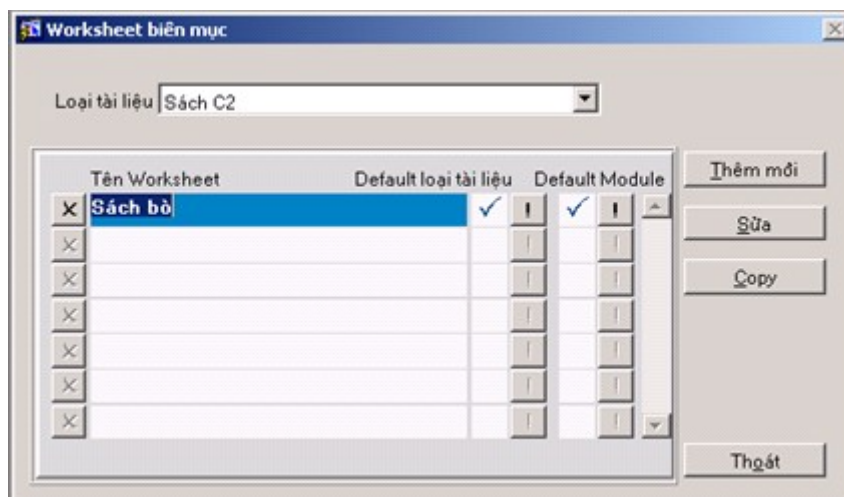 Worksheet biên mục
Loại tài liệu Sách C2
Tên Worksheet Default loại tài liệu Default Module
Sách bò
Thêm mới
Sửa
Copy
Thoát